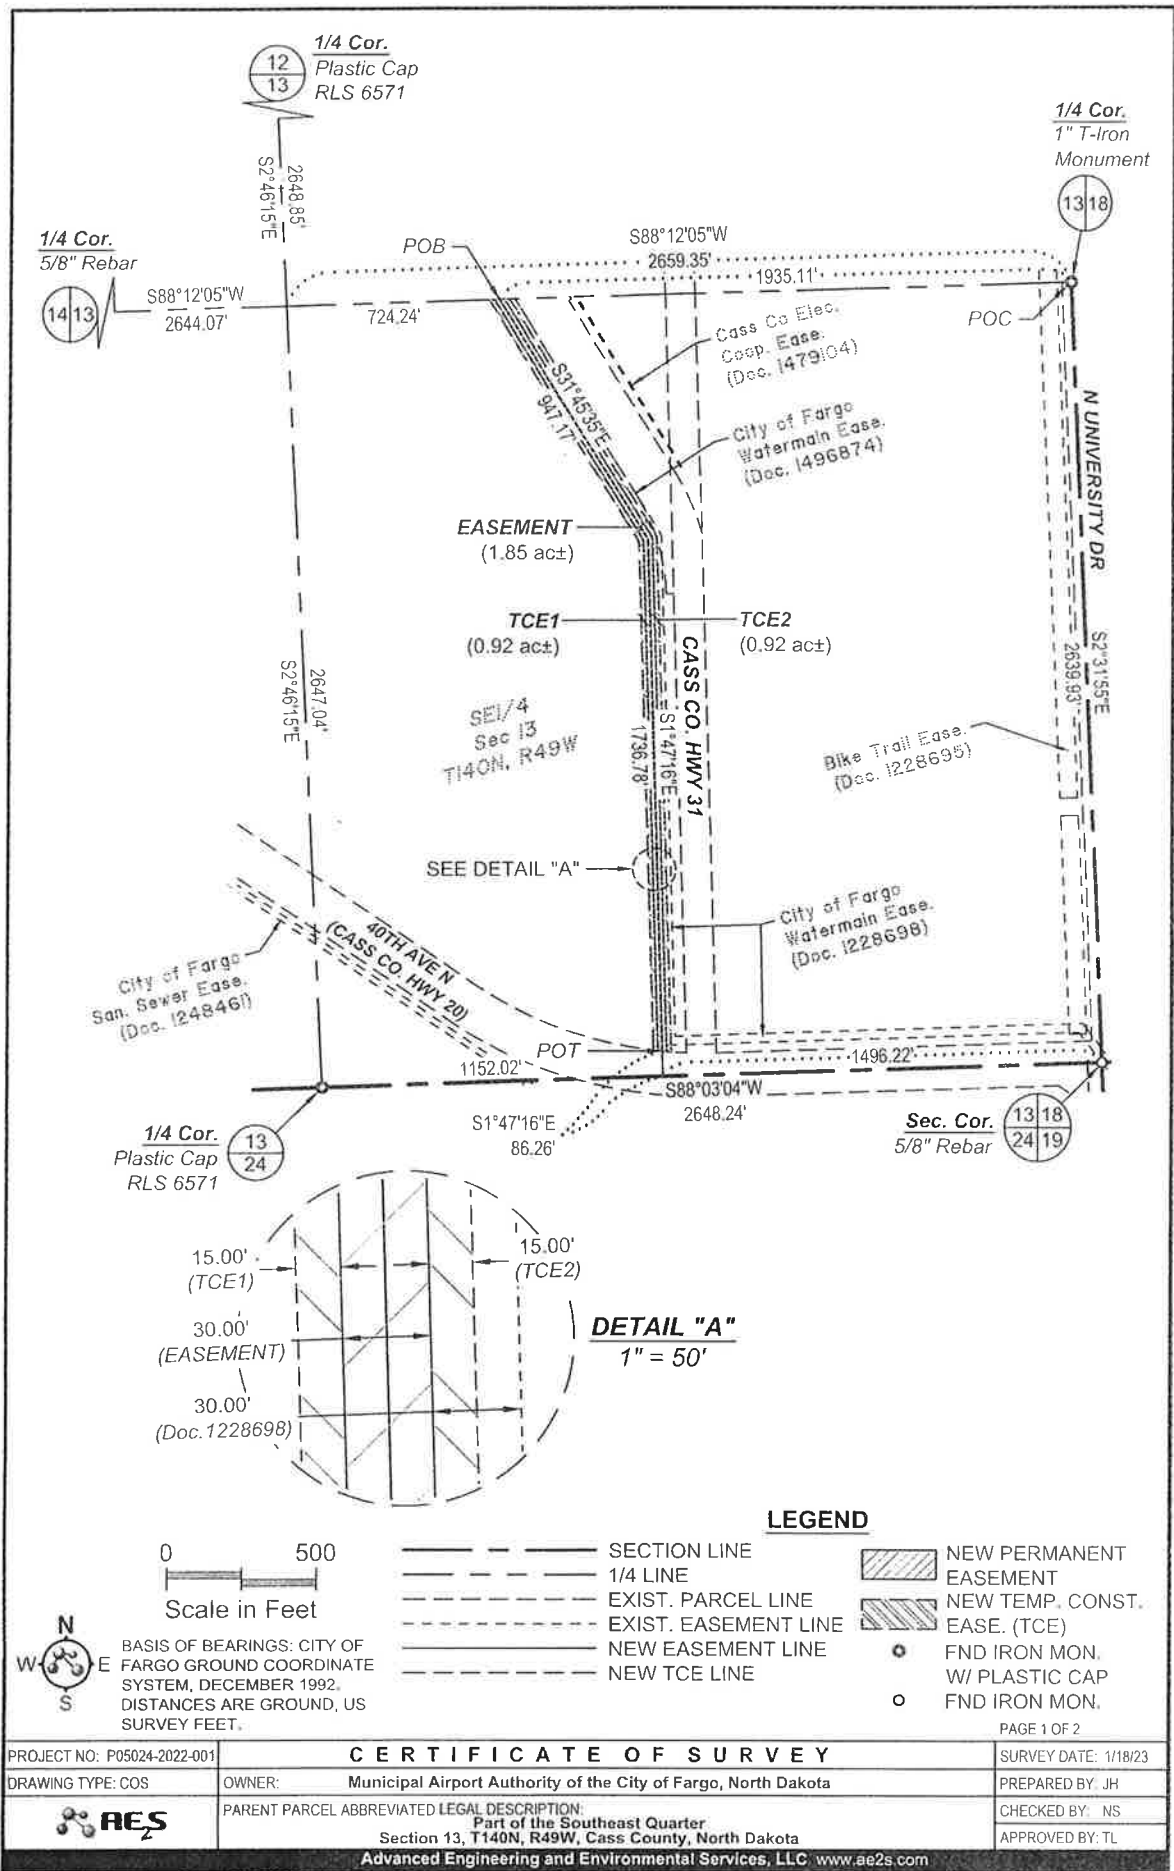 1/4 Cor.
Plastic Cap
RLS 6571
12
13
1/4 Cor.
1" T-Iron
Monument
13 18
2648.85'
S2°46'15"E
1/4 Cor.
5/8" Rebar
14 13
S88°12'05"W
2644.07'
POB
S88°12'05"W
2659.35'
1935.11'
724.24'
POC
Cass Co Elec.
Coop. Ease.
(Doc. 1479104)
S31°45'35"E
947.17'
City of Fargo
Watermain Ease.
(Doc. 1496874)
N UNIVERSITY DR
EASEMENT
(1.85 ac±)
TCE1
(0.92 ac±)
TCE2
(0.92 ac±)
CASS CO. HWY 31
S2°31'55"E
2639.93'
2647.04'
S2°46'15"E
SE1/4
Sec 13
T140N, R49W
1736.78'
S1°47'16"E
Bike Trail Ease.
(Doc. 1228695)
SEE DETAIL "A"
City of Fargo
Watermain Ease.
(Doc. 1228698)
40TH AVE N
(CASS CO. HWY 20)
City of Fargo
San. Sewer Ease.
(Doc. 1248461)
POT
1152.02'
1496.22'
S88°03'04"W
2648.24'
S1°47'16"E
86.26'
1/4 Cor.
Plastic Cap
RLS 6571
13
24
Sec. Cor.
5/8" Rebar
13 18
24 19
15.00'
(TCE1)
15.00'
(TCE2)
30.00'
(EASEMENT)
30.00'
(Doc.1228698)
DETAIL "A"
1" = 50'
LEGEND
0 500
Scale in Feet
SECTION LINE
1/4 LINE
EXIST. PARCEL LINE
EXIST. EASEMENT LINE
NEW EASEMENT LINE
NEW TCE LINE
NEW PERMANENT
EASEMENT
NEW TEMP. CONST.
EASE. (TCE)
FND IRON MON.
W/ PLASTIC CAP
FND IRON MON.
N
W E
S
BASIS OF BEARINGS: CITY OF
FARGO GROUND COORDINATE
SYSTEM, DECEMBER 1992.
DISTANCES ARE GROUND, US
SURVEY FEET.
PAGE 1 OF 2
PROJECT NO: P05024-2022-001
CERTIFICATE OF SURVEY
SURVEY DATE: 1/18/23
DRAWING TYPE: COS
OWNER: Municipal Airport Authority of the City of Fargo, North Dakota
PREPARED BY: JH
AE2S
PARENT PARCEL ABBREVIATED LEGAL DESCRIPTION:
Part of the Southeast Quarter
Section 13, T140N, R49W, Cass County, North Dakota
CHECKED BY: NS
APPROVED BY: TL
Advanced Engineering and Environmental Services, LLC www.ae2s.com